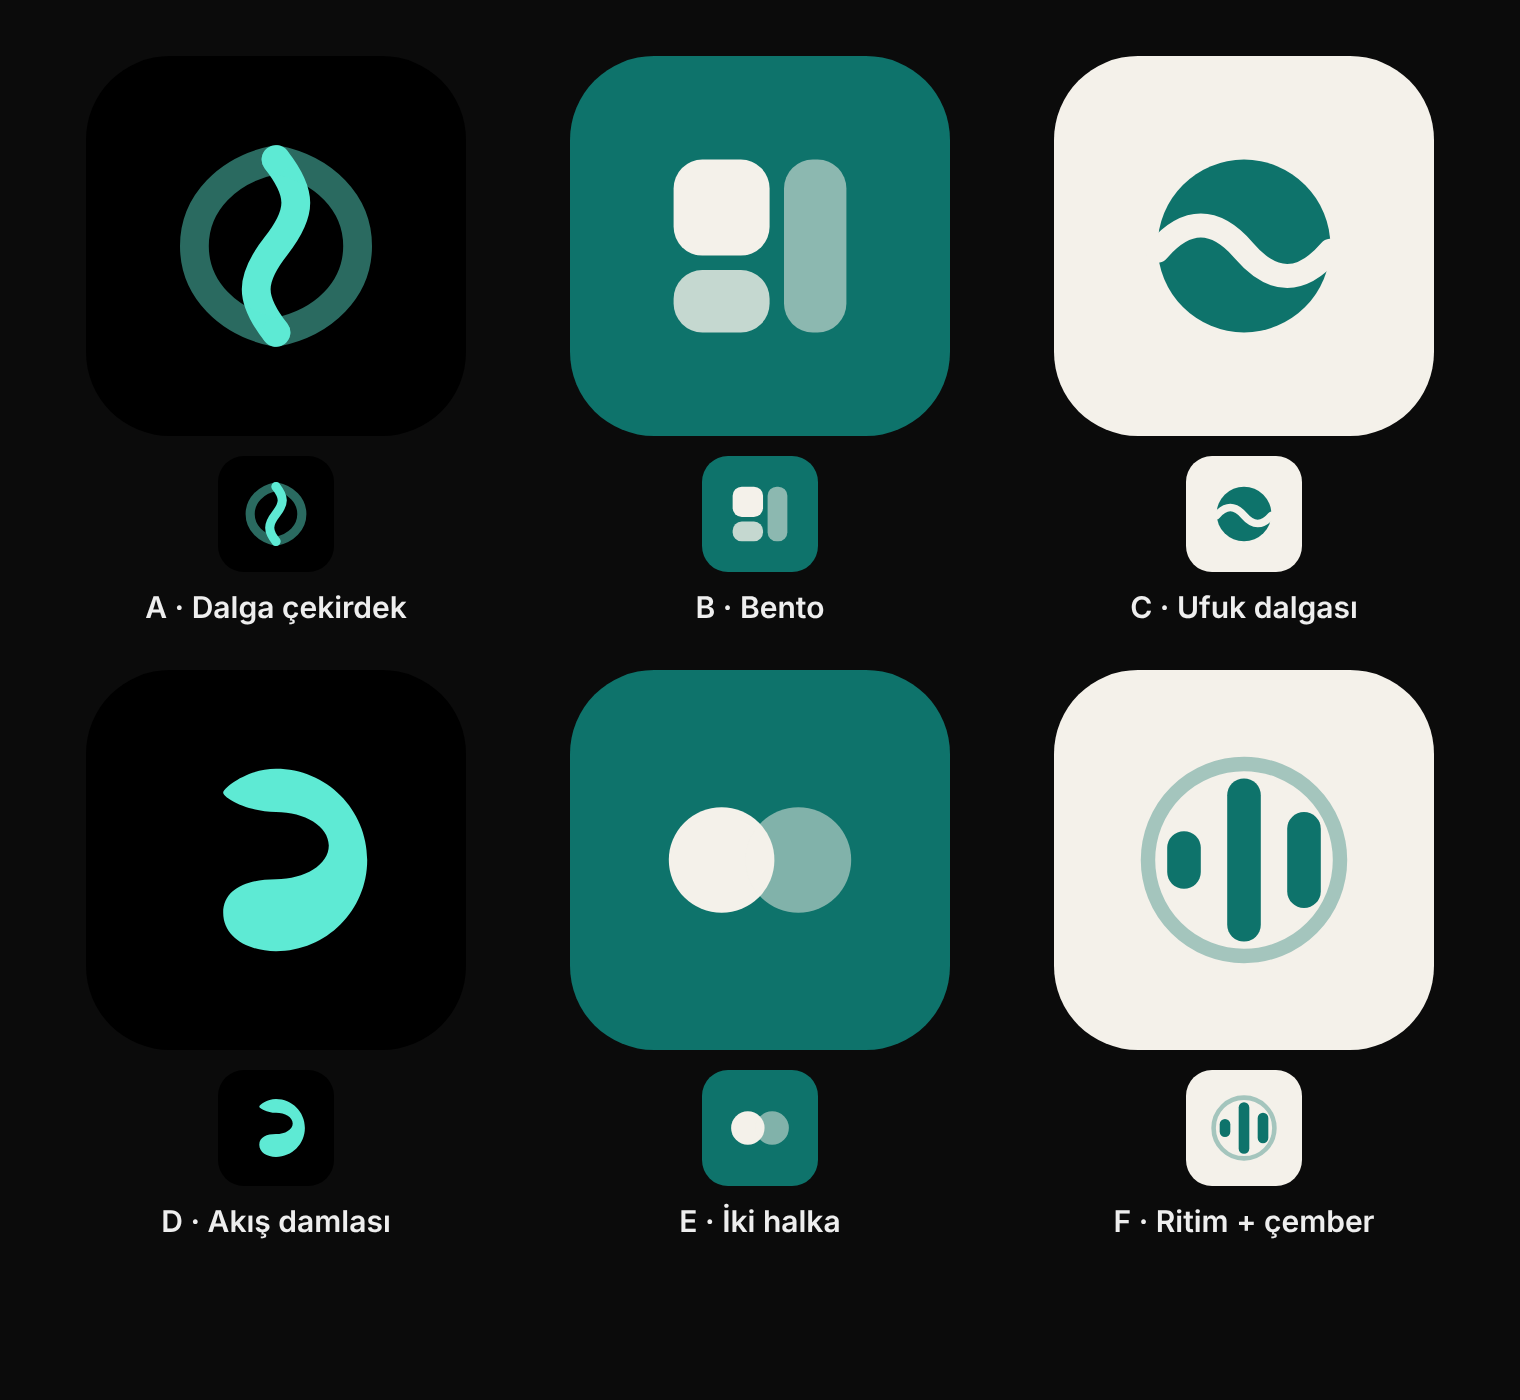 A · Dalga çekirdek
B · Bento
C · Ufuk dalgası
D · Akış damlası
E · İki halka
F · Ritim + çember